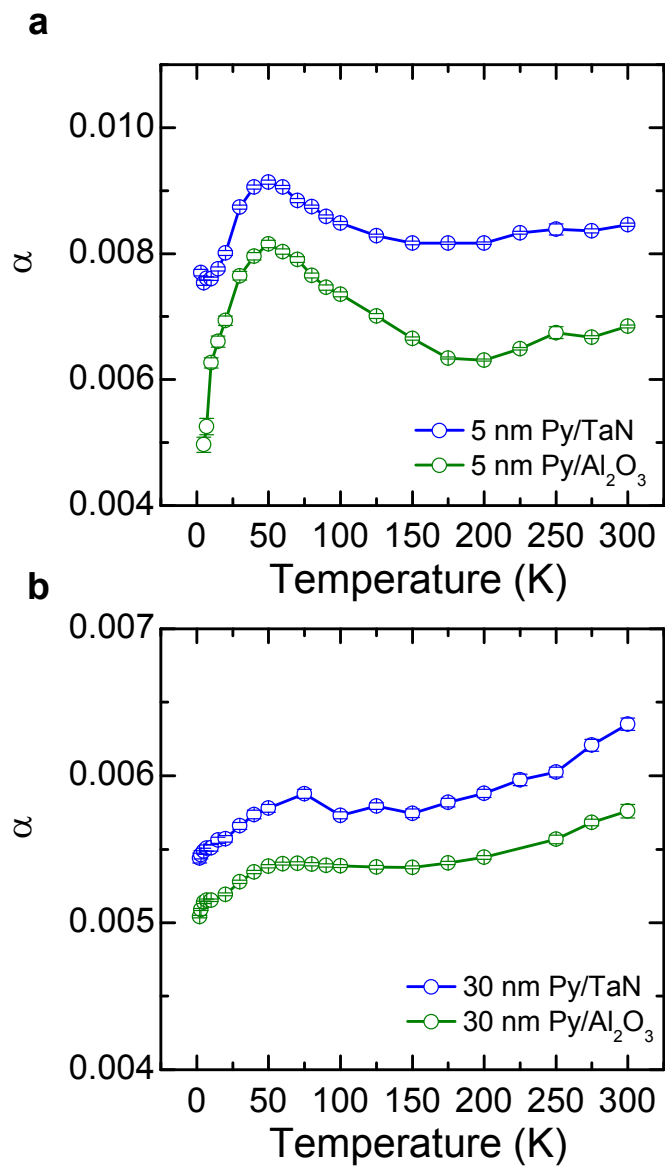 a
0.010
0.008
0.006
0.004
α
5 nm Py/TaN
5 nm Py/Al₂O₃
0 50 100 150 200 250 300
Temperature (K)
b
0.007
0.006
0.005
0.004
α
30 nm Py/TaN
30 nm Py/Al₂O₃
0 50 100 150 200 250 300
Temperature (K)